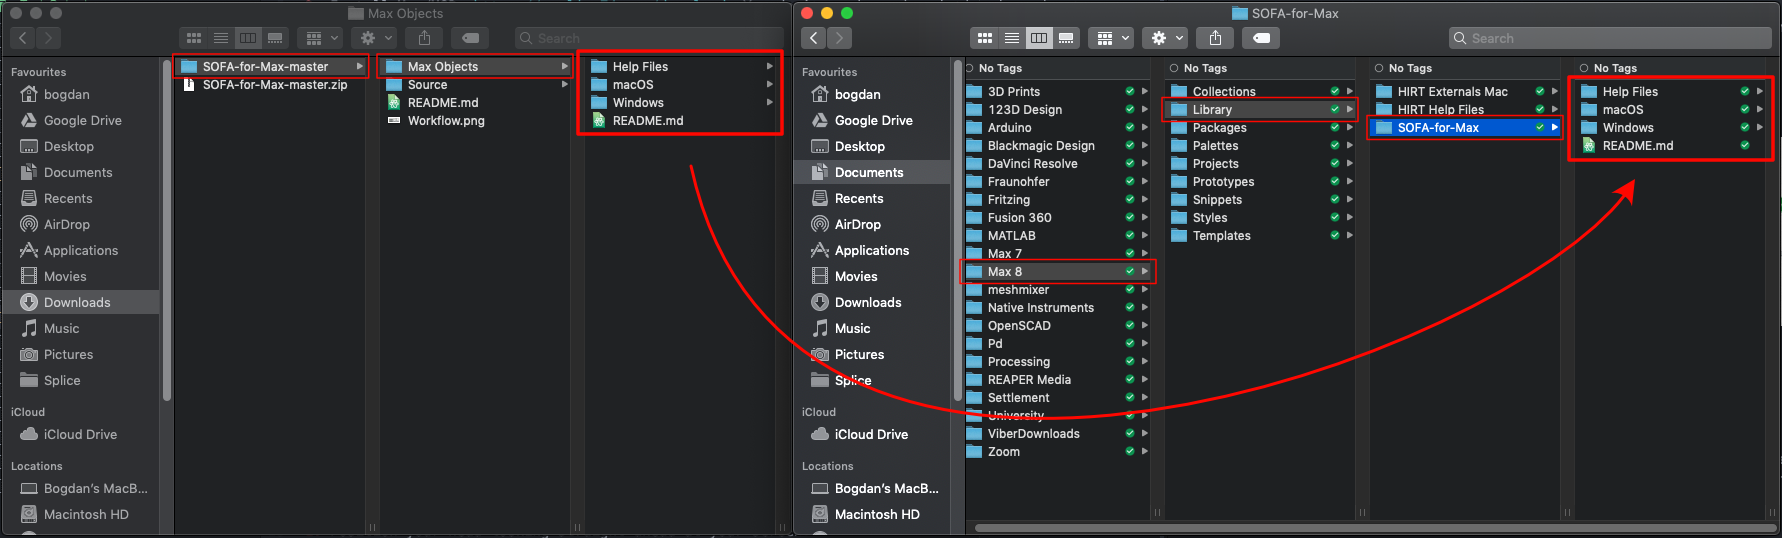 Max Objects
Search
Favourites
bogdan
Google Drive
Desktop
Documents
Recents
AirDrop
Applications
Movies
Downloads
Music
Pictures
Splice
iCloud
iCloud Drive
Locations
Bogdan's MacB...
Macintosh HD
SOFA-for-Max-master
SOFA-for-Max-master.zip
Max Objects
Source
README.md
Workflow.png
Help Files
macOS
Windows
README.md
SOFA-for-Max
Search
Favourites
bogdan
Google Drive
Desktop
Documents
Recents
AirDrop
Applications
Movies
Downloads
Music
Pictures
Splice
iCloud
iCloud Drive
Locations
Bogdan's MacB...
Macintosh HD
No Tags
3D Prints
123D Design
Arduino
Blackmagic Design
DaVinci Resolve
Fraunohfer
Fritzing
Fusion 360
MATLAB
Max 7
Max 8
meshmixer
Native Instruments
OpenSCAD
Pd
Processing
REAPER Media
Settlement
University
ViberDownloads
Zoom
No Tags
Collections
Library
Packages
Palettes
Projects
Prototypes
Snippets
Styles
Templates
No Tags
HIRT Externals Mac
HIRT Help Files
SOFA-for-Max
No Tags
Help Files
macOS
Windows
README.md